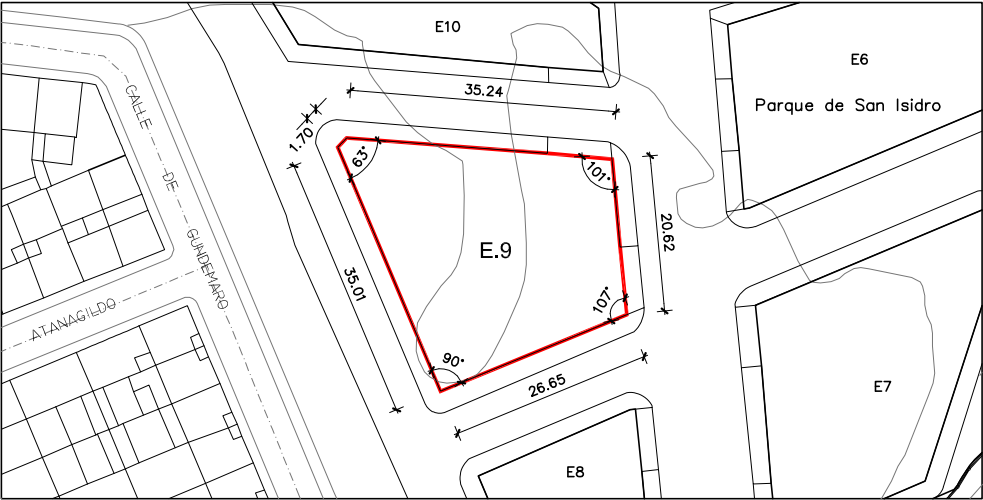 E10
E6
35.24
Parque de San Isidro
CALLE
DE
GUNDEMARO
1.70
63°
101°
20.62
E.9
35.01
107°
ATANAGILDO
90°
26.65
E7
E8